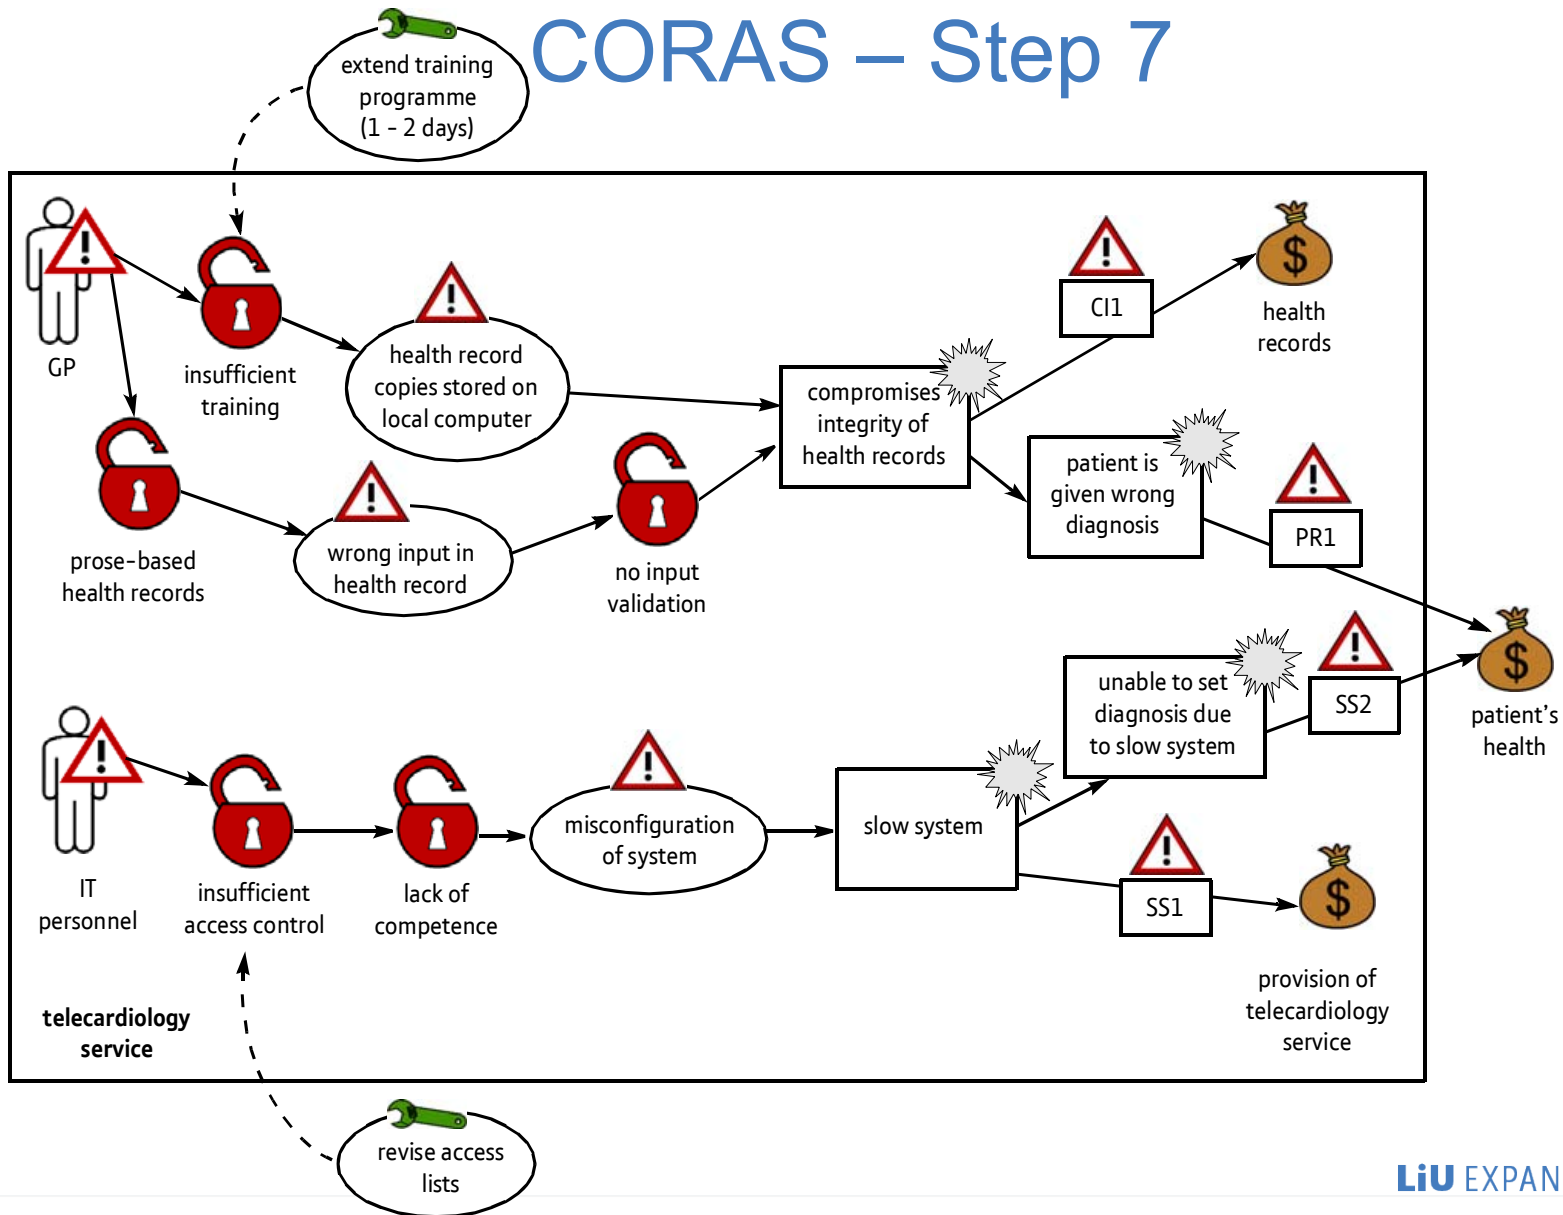 CORAS – Step 7
extend training
programme
(1 – 2 days)
GP
insufficient
training
health record
copies stored on
local computer
compromises
integrity of
health records
CI1
health
records
prose-based
health records
wrong input in
health record
no input
validation
patient is
given wrong
diagnosis
PR1
patient's
health
IT
personnel
insufficient
access control
lack of
competence
misconfiguration
of system
slow system
unable to set
diagnosis due
to slow system
SS2
SS1
provision of
telecardiology
service
telecardiology
service
revise access
lists
LiU EXPAN